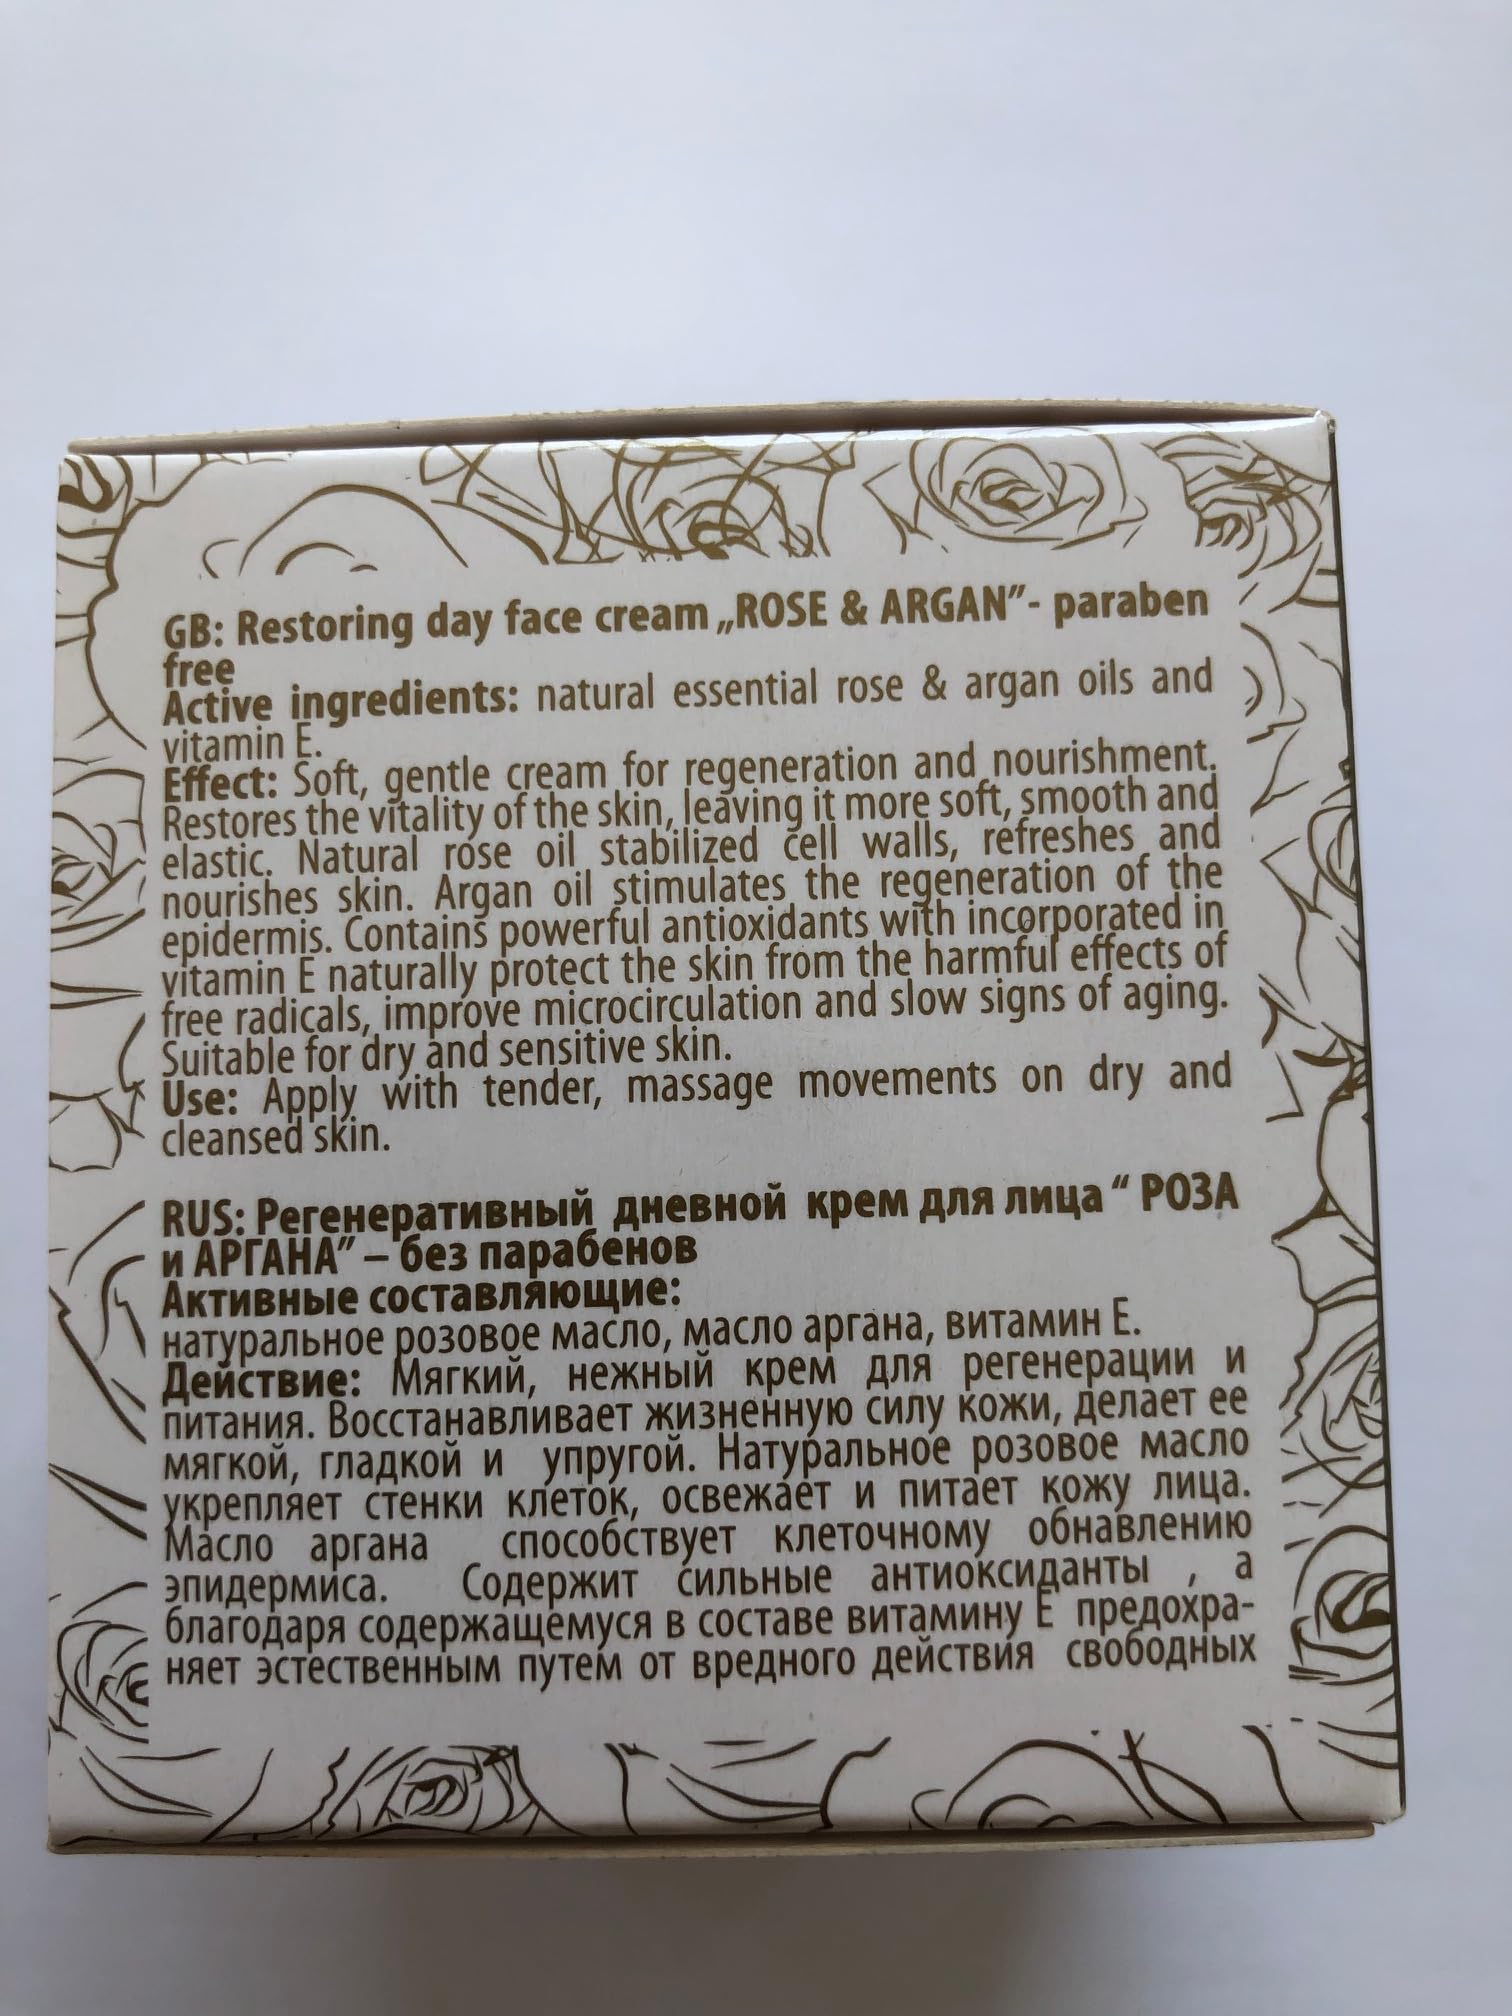 GB: Restoring day face cream „ROSE & ARGAN”- paraben
free
Active ingredients: natural essential rose & argan oils and
vitamin E.
Effect: Soft, gentle cream for regeneration and nourishment.
Restores the vitality of the skin, leaving it more soft, smooth and
elastic. Natural rose oil stabilized cell walls, refreshes and
nourishes skin. Argan oil stimulates the regeneration of the
epidermis. Contains powerful antioxidants with incorporated in
vitamin E naturally protect the skin from the harmful effects of
free radicals, improve microcirculation and slow signs of aging.
Suitable for dry and sensitive skin.
Use: Apply with tender, massage movements on dry and
cleansed skin.
RUS: Регенеративный дневной крем для лица “ РОЗА
и АРГАНА” – без парабенов
Активные составляющие:
натуральное розовое масло, масло аргана, витамин Е.
Действие: Мягкий, нежный крем для регенерации и
питания. Восстанавливает жизненную силу кожи, делает ее
мягкой, гладкой и упругой. Натуральное розовое масло
укрепляет стенки клеток, освежает и питает кожу лица.
Масло аргана способствует клеточному обнавлению
эпидермиса. Содержит сильные антиоксиданты , а
благодаря содержащемуся в составе витамину Е предохра-
няет эстественным путем от вредного действия свободных